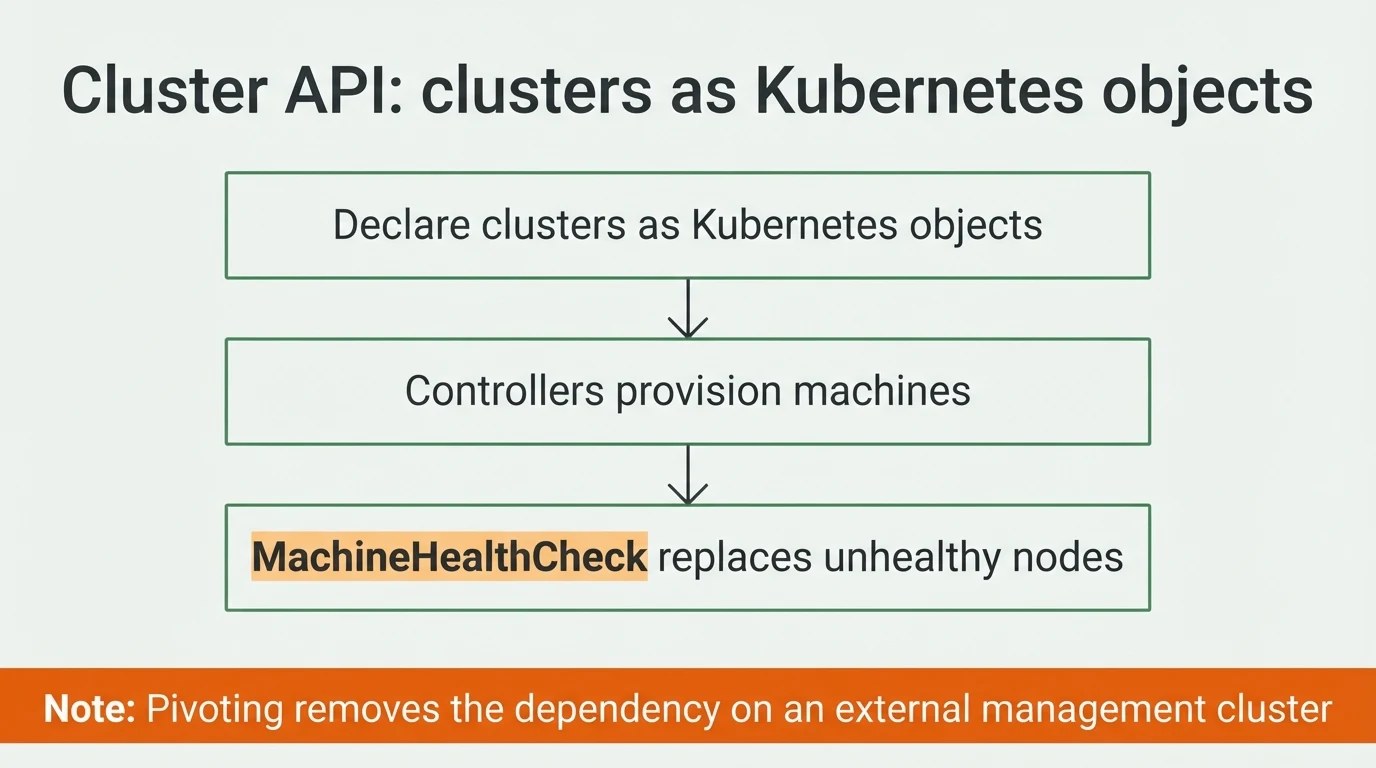 Cluster API: clusters as Kubernetes objects
Declare clusters as Kubernetes objects
Controllers provision machines
MachineHealthCheck replaces unhealthy nodes
Note: Pivoting removes the dependency on an external management cluster